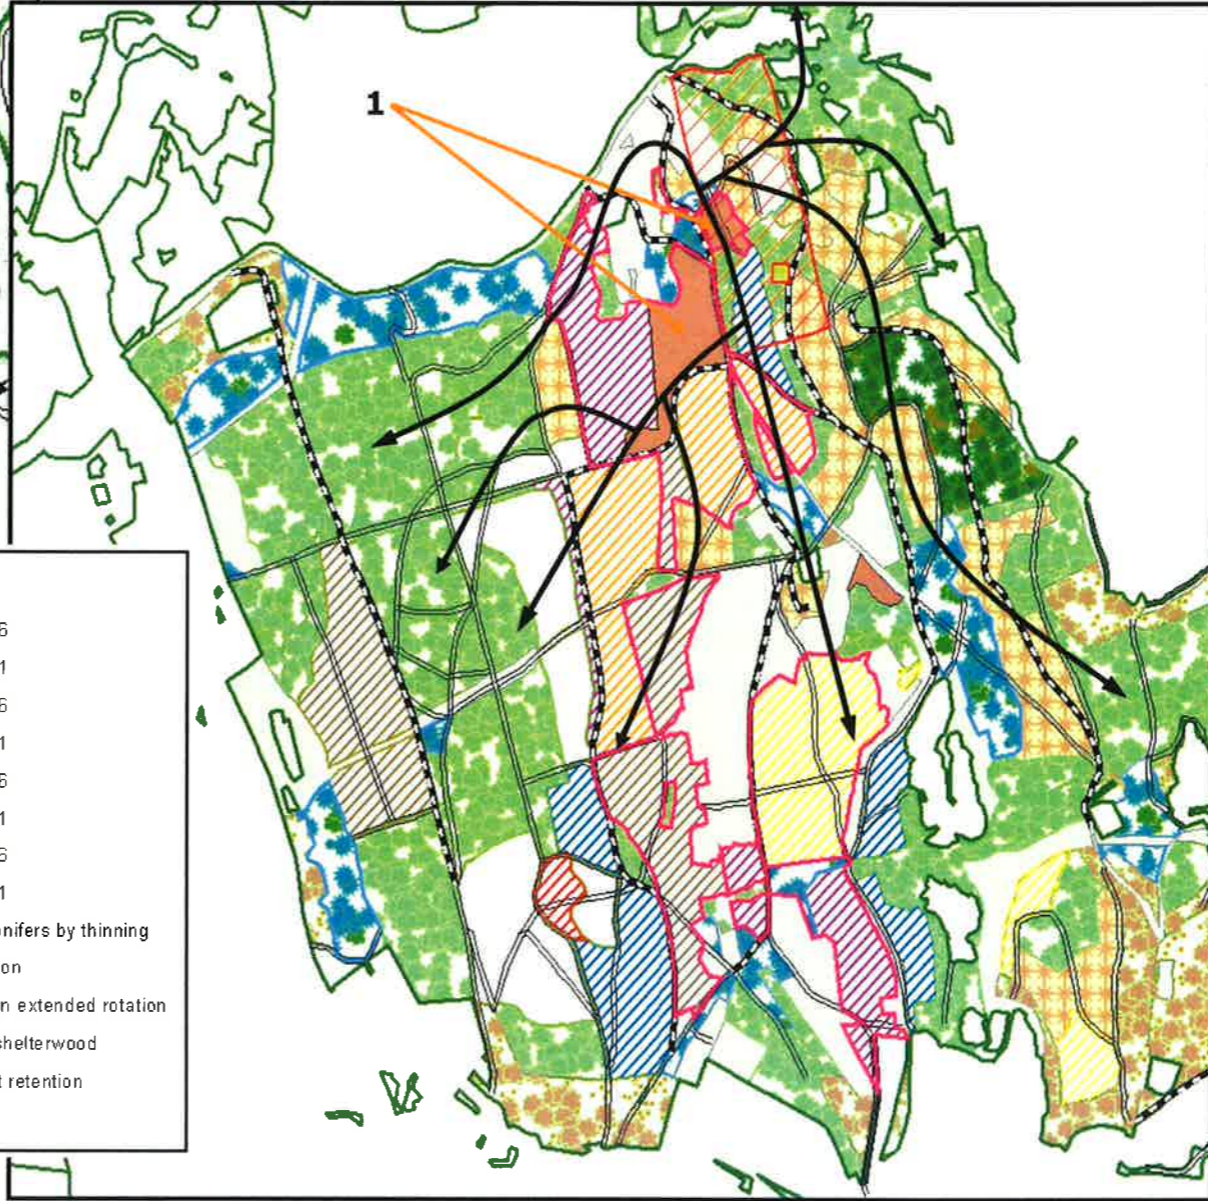 1
6
1
6
1
6
1
6
1
nifers by thinning
on
n extended rotation
shelterwood
t retention